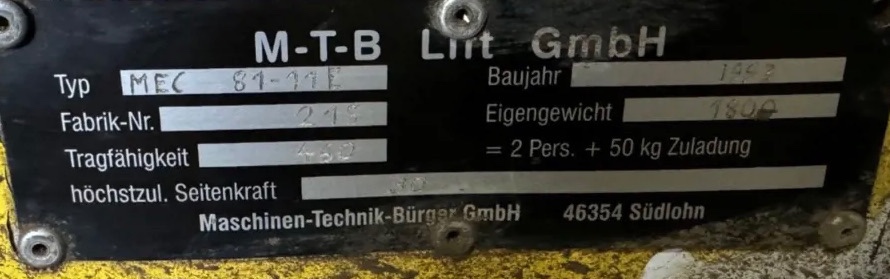 M-T-B Lift GmbH
Typ MEC 81-11E Baujahr
Fabrik-Nr. Eigengewicht 1800
Tragfähigkeit = 2 Pers. + 50 kg Zuladung
höchstzul. Seitenkraft
Maschinen-Technik-Bürger GmbH 46354 Südlohn